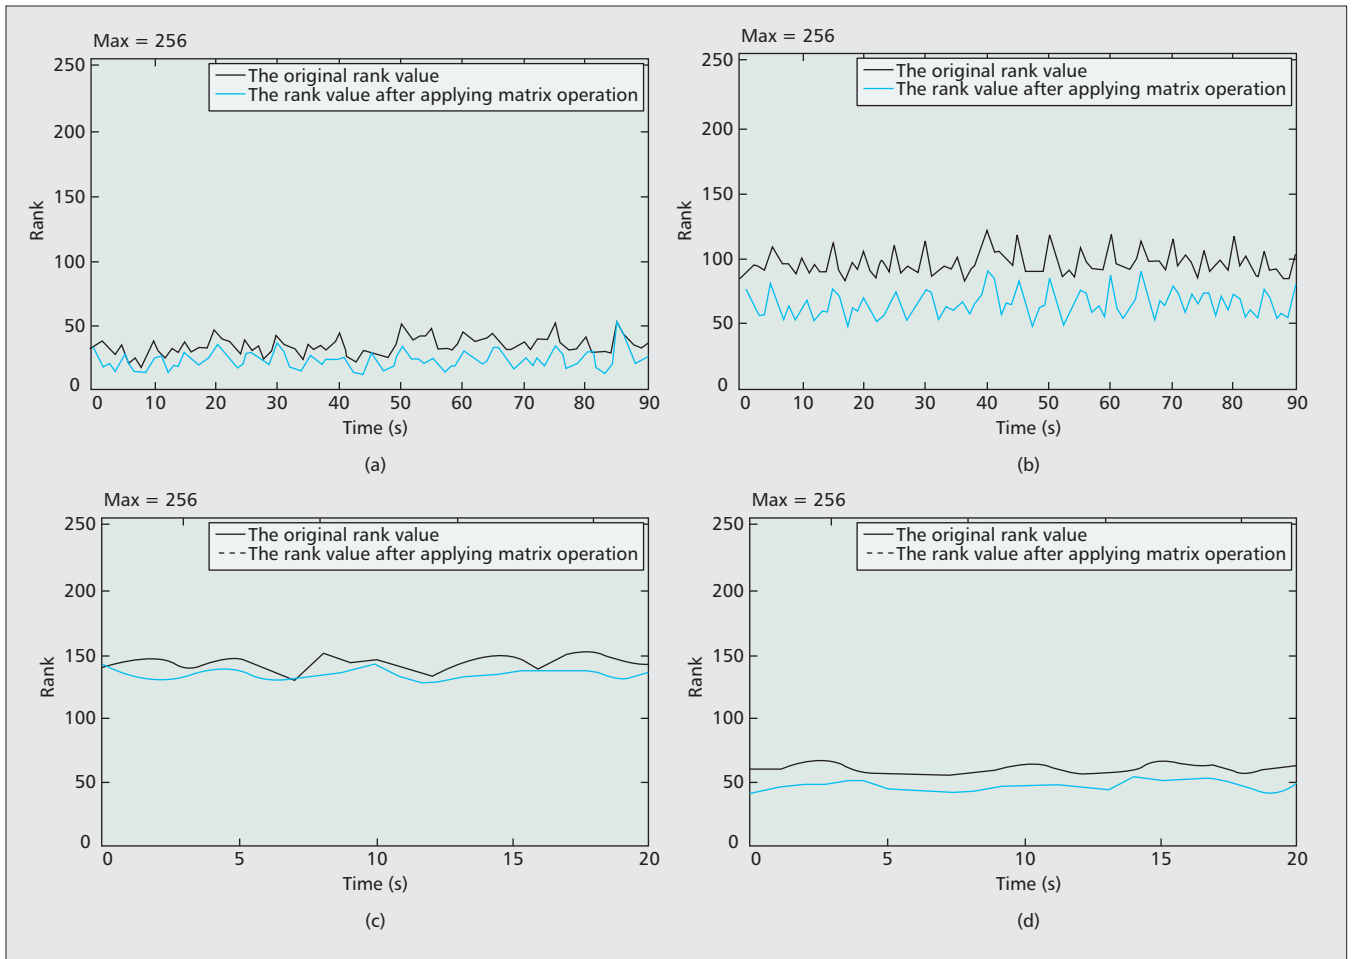 Max = 256
250
200
150
100
50
0
Rank
The original rank value
The rank value after applying matrix operation
0 10 20 30 40 50 60 70 80 90
Time (s)
(a)
Max = 256
250
200
150
100
50
0
Rank
The original rank value
The rank value after applying matrix operation
0 10 20 30 40 50 60 70 80 90
Time (s)
(b)
Max = 256
250
200
150
100
50
0
Rank
The original rank value
The rank value after applying matrix operation
0 5 10 15 20
Time (s)
(c)
Max = 256
250
200
150
100
50
0
Rank
The original rank value
The rank value after applying matrix operation
0 5 10 15 20
Time (s)
(d)